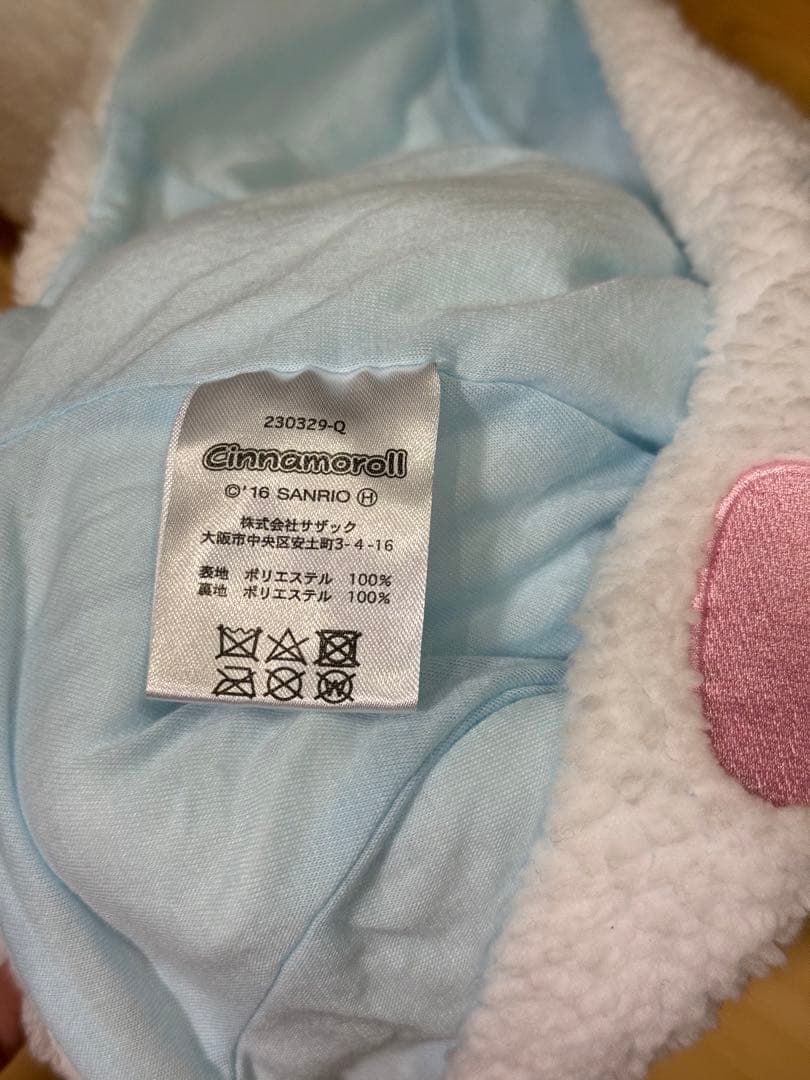 230329-Q
Cinnamoroll
©'16 SANRIO Ⓗ
株式会社サザック
大阪市中央区安土町3-4-16
表地 ポリエステル 100%
裏地 ポリエステル 100%
W